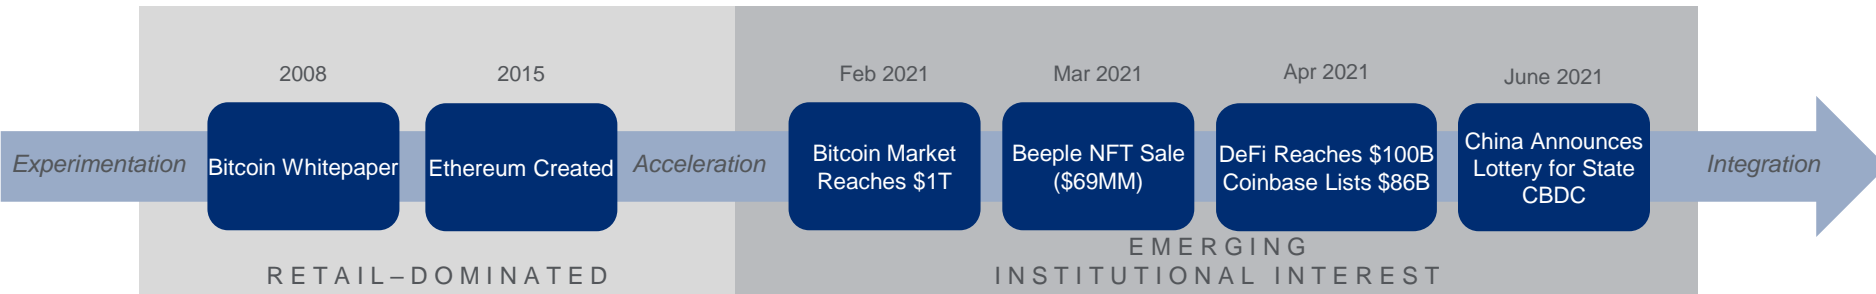 2008
2015
Feb 2021
Mar 2021
Apr 2021
June 2021
Experimentation
Bitcoin Whitepaper
Ethereum Created
Acceleration
Bitcoin Market
Reaches $1T
Beeple NFT Sale
($69MM)
DeFi Reaches $100B
Coinbase Lists $86B
China Announces
Lottery for State
CBDC
Integration
RETAIL–DOMINATED
EMERGING
INSTITUTIONAL INTEREST